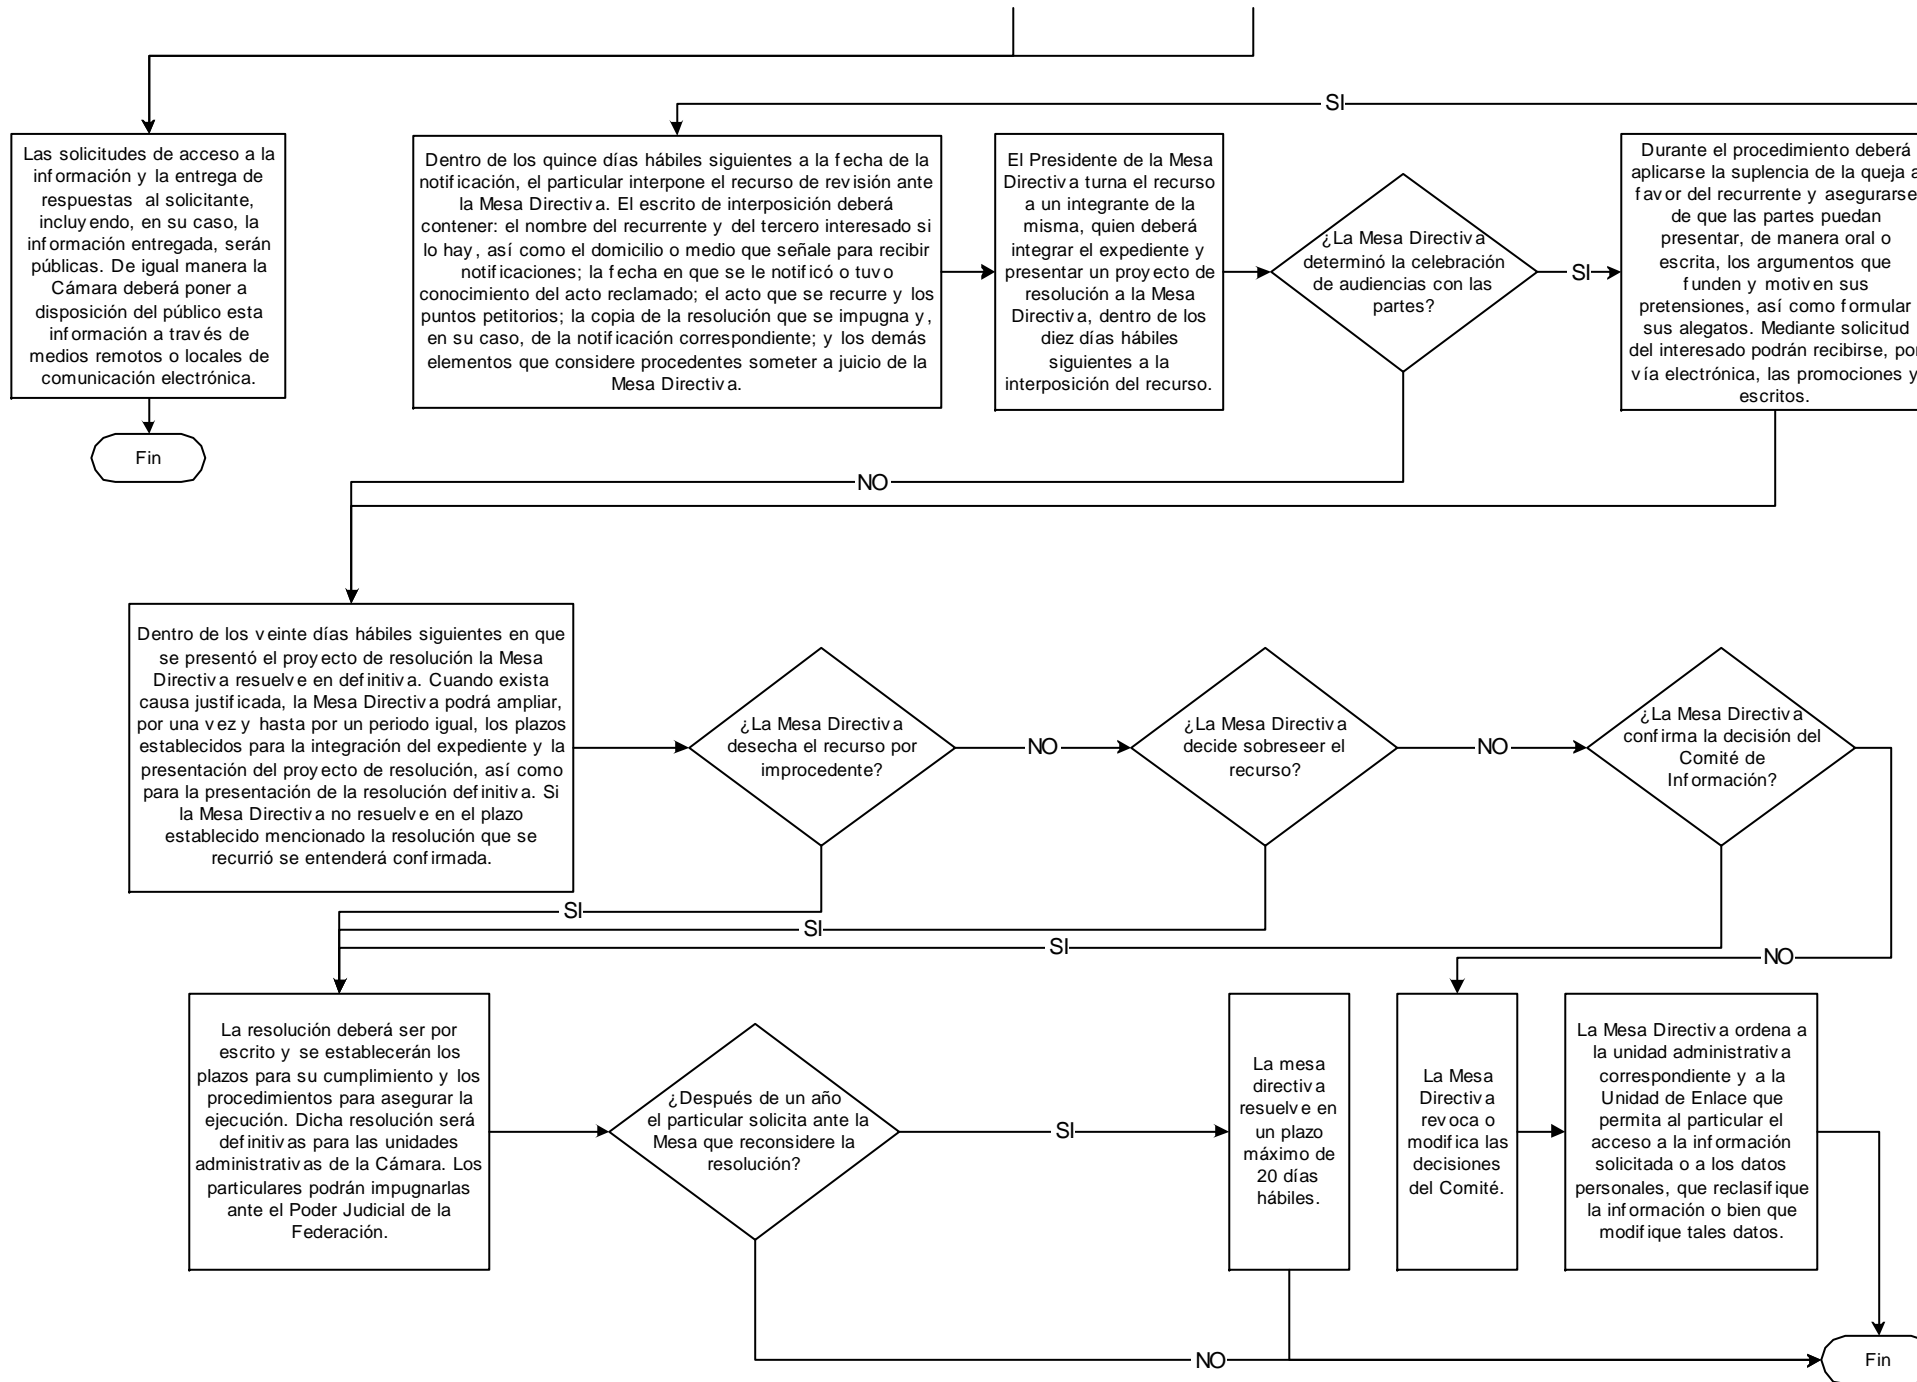 SI
Las solicitudes de acceso a la
información y la entrega de
respuestas al solicitante,
incluyendo, en su caso, la
información entregada, serán
públicas. De igual manera la
Cámara deberá poner a
disposición del público esta
información a través de
medios remotos o locales de
comunicación electrónica.
Fin
Dentro de los quince días hábiles siguientes a la fecha de la
notificación, el particular interpone el recurso de revisión ante
la Mesa Directiva. El escrito de interposición deberá
contener: el nombre del recurrente y del tercero interesado si
lo hay, así como el domicilio o medio que señale para recibir
notificaciones; la fecha en que se le notificó o tuvo
conocimiento del acto reclamado; el acto que se recurre y los
puntos petitorios; la copia de la resolución que se impugna y,
en su caso, de la notificación correspondiente; y los demás
elementos que considere procedentes someter a juicio de la
Mesa Directiva.
El Presidente de la Mesa
Directiva turna el recurso
a un integrante de la
misma, quien deberá
integrar el expediente y
presentar un proyecto de
resolución a la Mesa
Directiva, dentro de los
diez días hábiles
siguientes a la
interposición del recurso.
¿La Mesa Directiva
determinó la celebración
de audiencias con las
partes?
SI
Durante el procedimiento deberá
aplicarse la suplencia de la queja a
favor del recurrente y asegurarse
de que las partes puedan
presentar, de manera oral o
escrita, los argumentos que
funden y motiven sus
pretensiones, así como formular
sus alegatos. Mediante solicitud
del interesado podrán recibirse, por
vía electrónica, las promociones y
escritos.
NO
Dentro de los veinte días hábiles siguientes en que
se presentó el proyecto de resolución la Mesa
Directiva resuelve en definitiva. Cuando exista
causa justificada, la Mesa Directiva podrá ampliar,
por una vez y hasta por un periodo igual, los plazos
establecidos para la integración del expediente y la
presentación del proyecto de resolución, así como
para la presentación de la resolución definitiva. Si
la Mesa Directiva no resuelve en el plazo
establecido mencionado la resolución que se
recurrió se entenderá confirmada.
¿La Mesa Directiva
desecha el recurso por
improcedente?
NO
¿La Mesa Directiva
decide sobreseer el
recurso?
NO
¿La Mesa Directiva
confirma la decisión del
Comité de
Información?
SI
SI
SI
NO
La resolución deberá ser por
escrito y se establecerán los
plazos para su cumplimiento y los
procedimientos para asegurar la
ejecución. Dicha resolución será
definitivas para las unidades
administrativas de la Cámara. Los
particulares podrán impugnarlas
ante el Poder Judicial de la
Federación.
¿Después de un año
el particular solicita ante la
Mesa que reconsidere la
resolución?
SI
La mesa
directiva
resuelve en
un plazo
máximo de
20 días
hábiles.
La Mesa
Directiva
revoca o
modifica las
decisiones
del Comité.
La Mesa Directiva ordena a
la unidad administrativa
correspondiente y a la
Unidad de Enlace que
permita al particular el
acceso a la información
solicitada o a los datos
personales, que reclasifique
la información o bien que
modifique tales datos.
NO
Fin